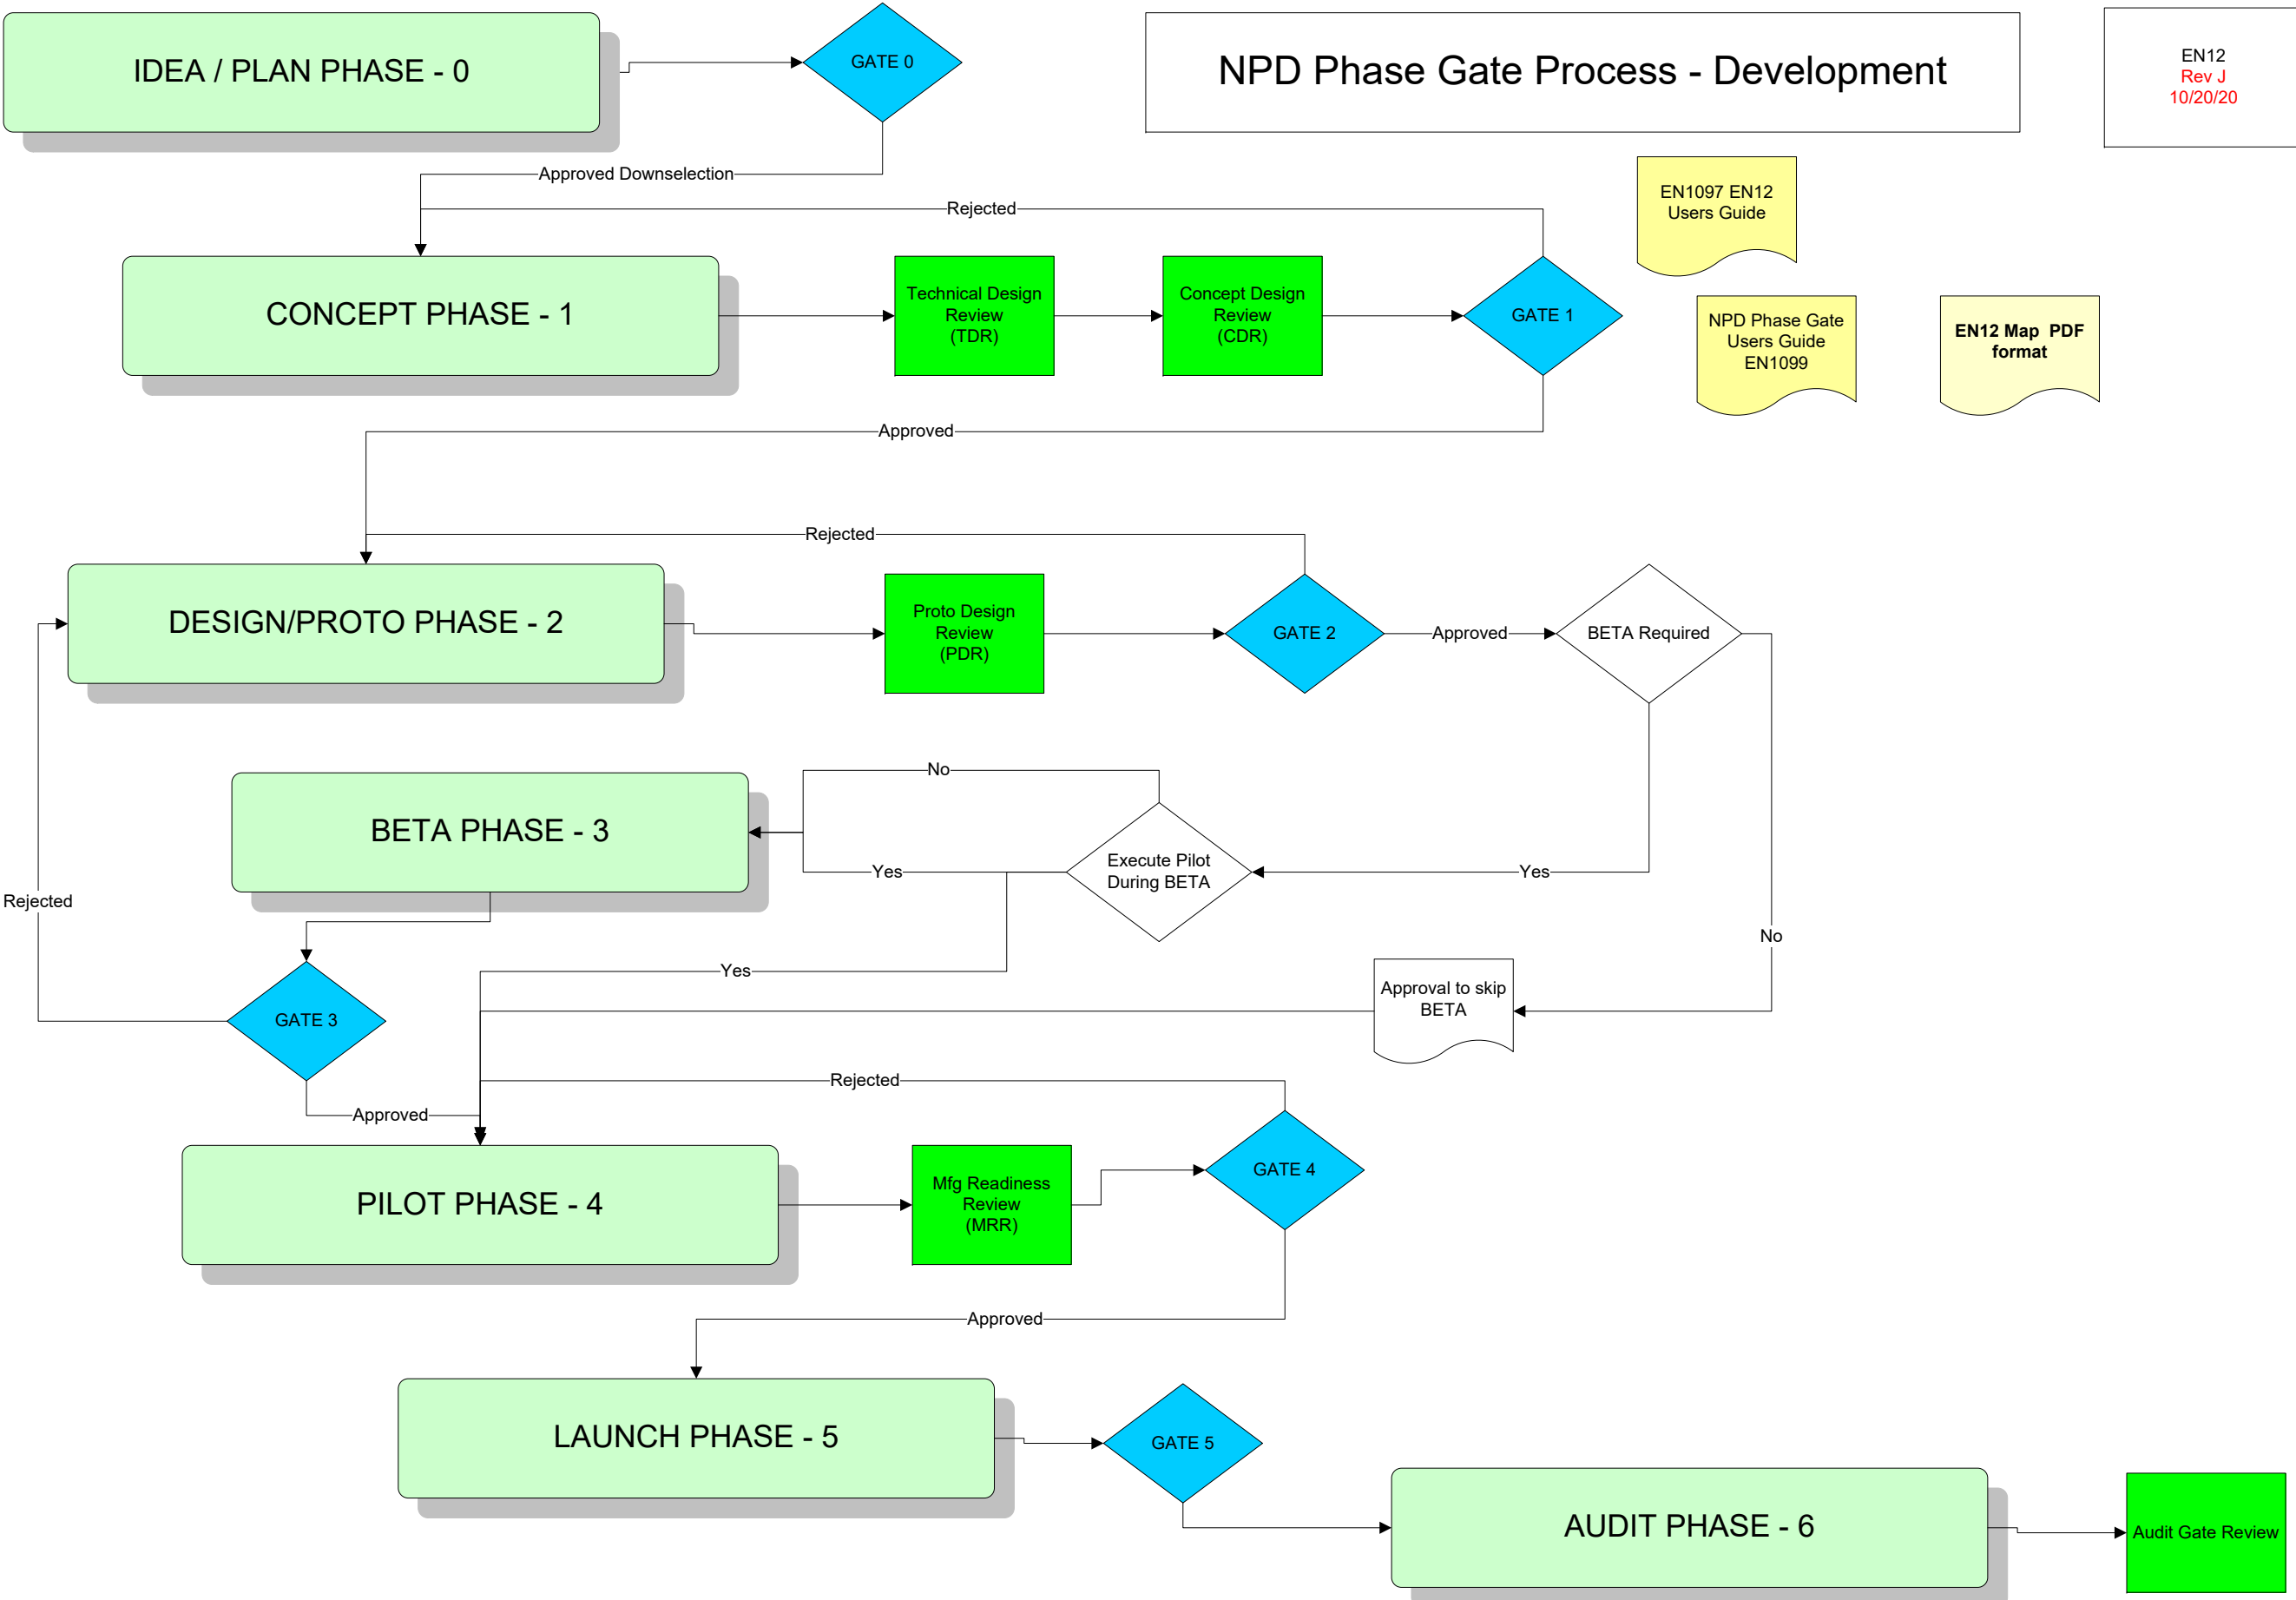 IDEA / PLAN PHASE - 0
GATE 0
NPD Phase Gate Process - Development
EN12
Rev J
10/20/20
Approved Downselection
Rejected
EN1097 EN12
Users Guide
CONCEPT PHASE - 1
Technical Design
Review
(TDR)
Concept Design
Review
(CDR)
GATE 1
NPD Phase Gate
Users Guide
EN1099
EN12 Map  PDF
format
Approved
Rejected
DESIGN/PROTO PHASE - 2
Proto Design
Review
(PDR)
GATE 2
Approved
BETA Required
No
BETA PHASE - 3
Yes
Execute Pilot
During BETA
Yes
Rejected
No
Yes
Approval to skip
BETA
GATE 3
Rejected
Approved
PILOT PHASE - 4
Mfg Readiness
Review
(MRR)
GATE 4
Approved
LAUNCH PHASE - 5
GATE 5
AUDIT PHASE - 6
Audit Gate Review